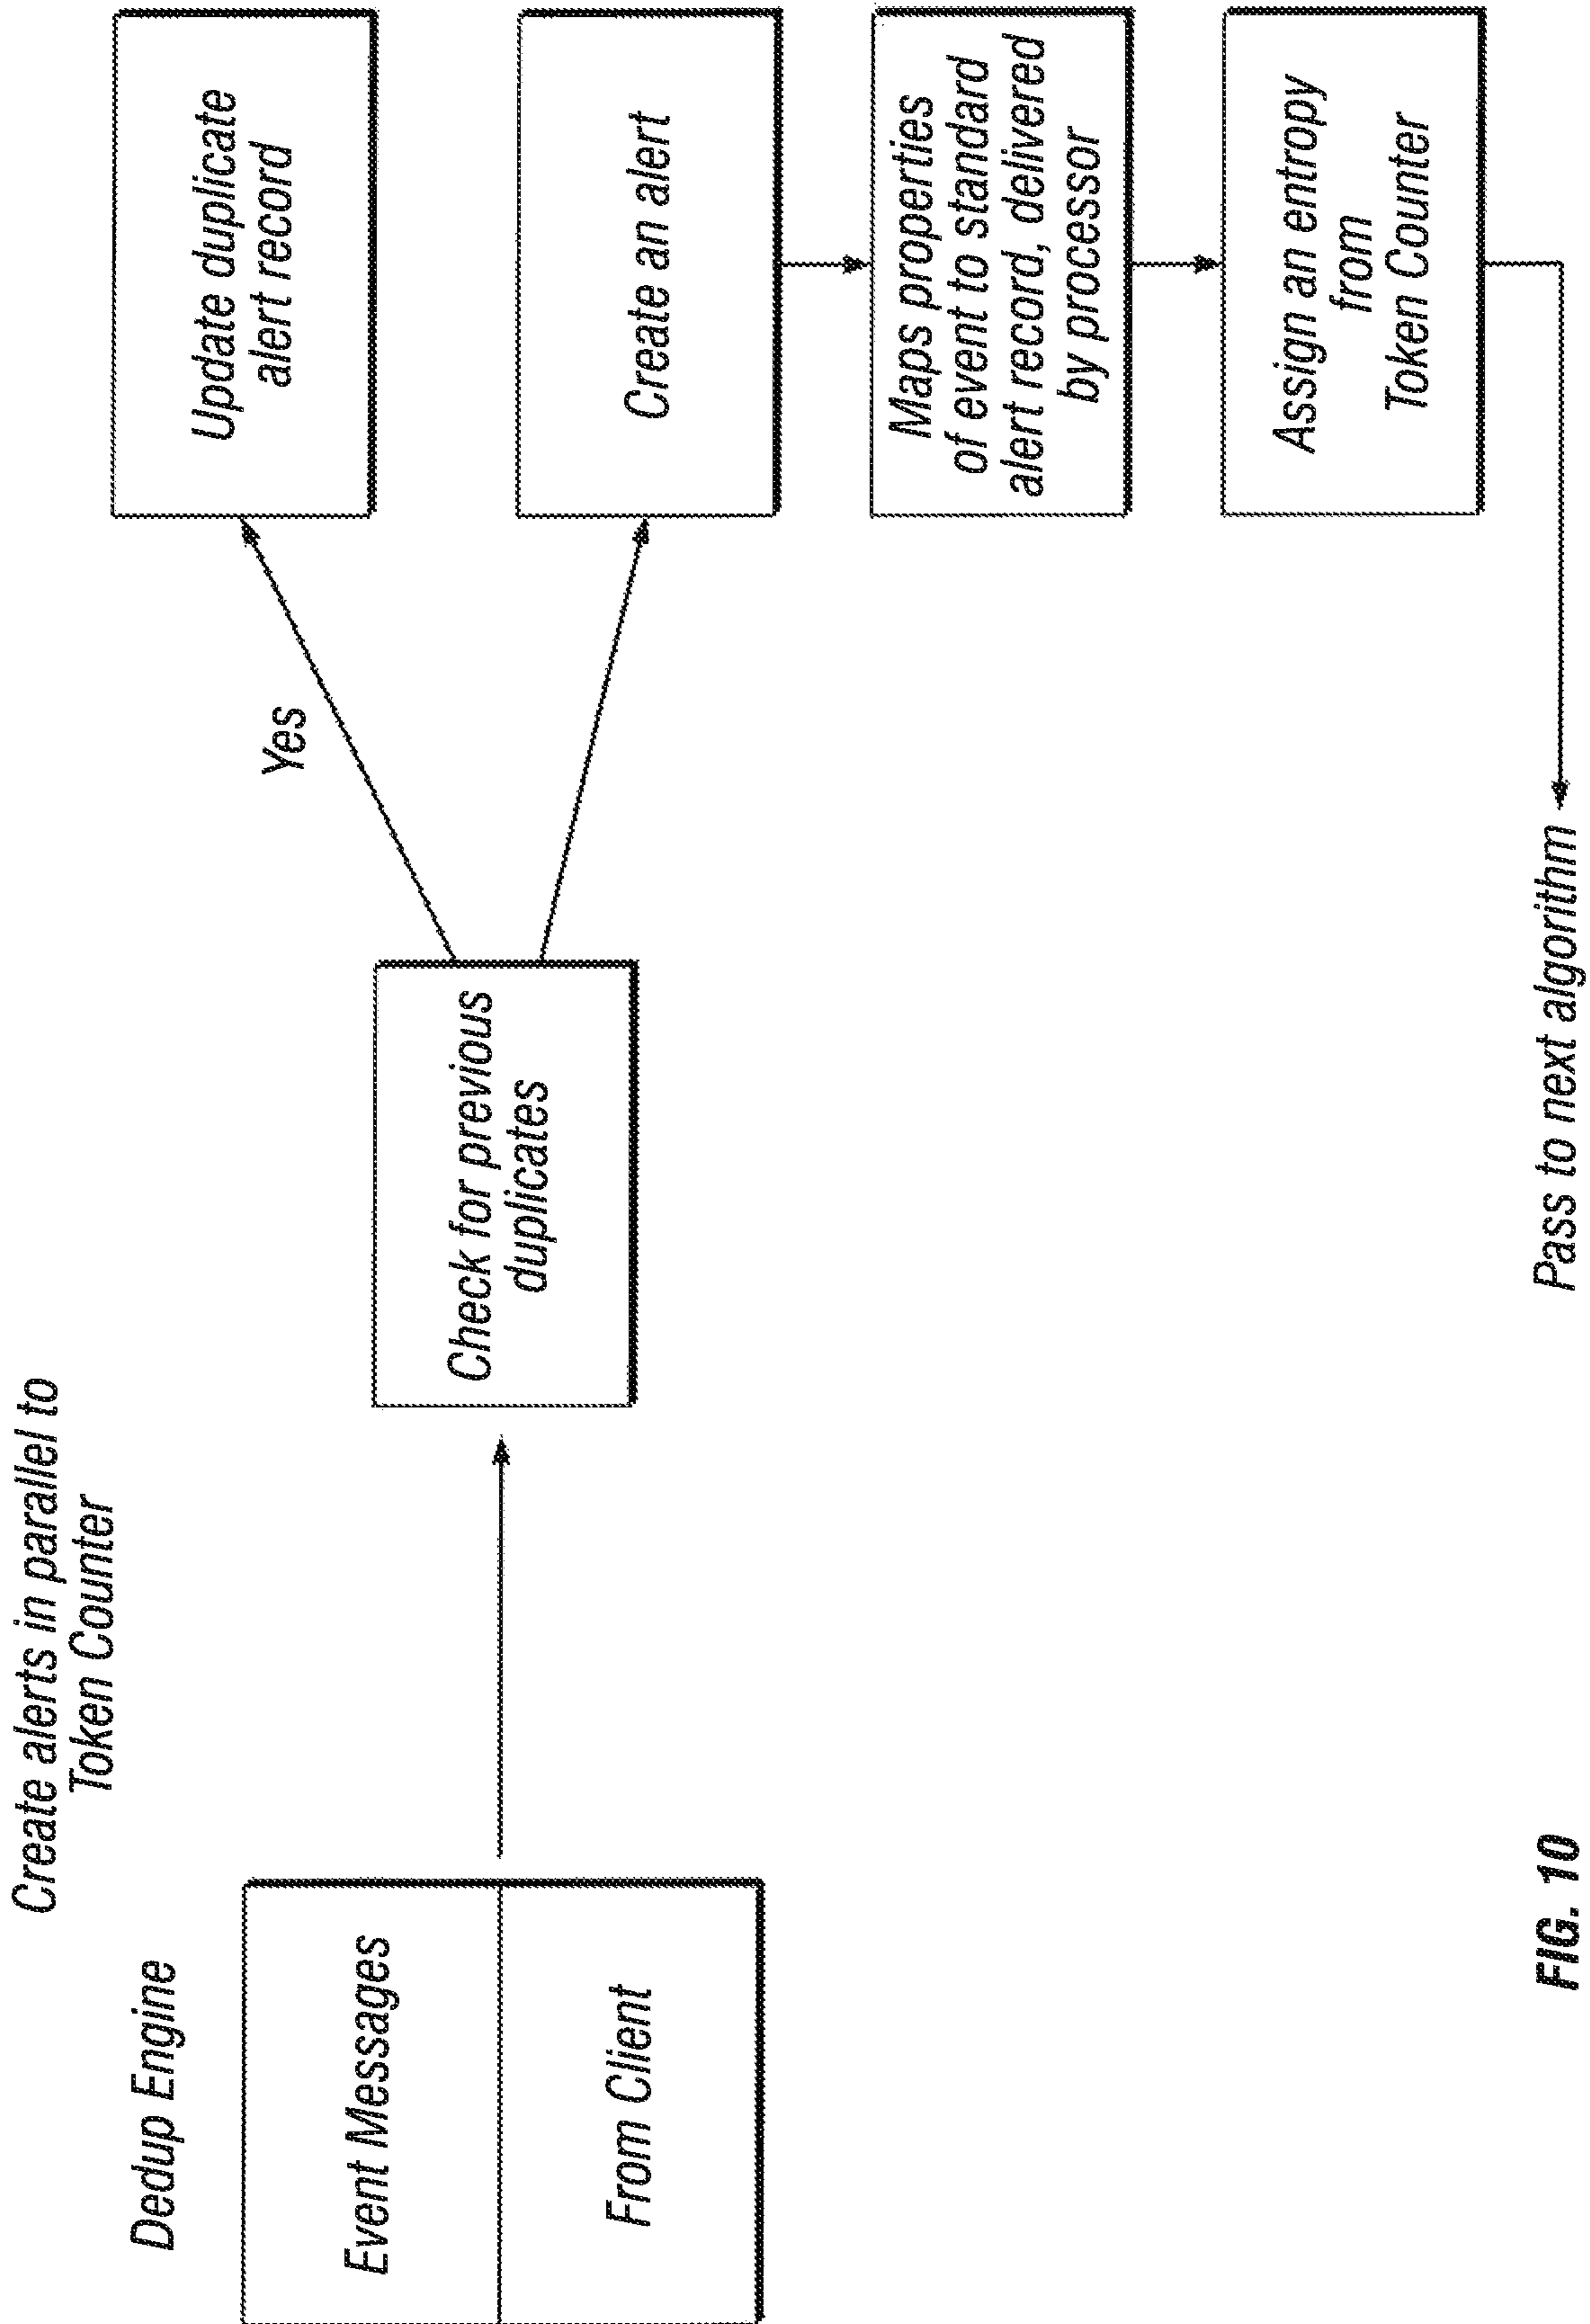 Create alerts in parallel to
Token Counter
Dedup Engine
Event Messages
From Client
Check for previous
duplicates
Yes
Update duplicate
alert record
Create an alert
Maps properties
of event to standard
alert record, delivered
by processor
Assign an entropy
from
Token Counter
Pass to next algorithm
FIG. 10